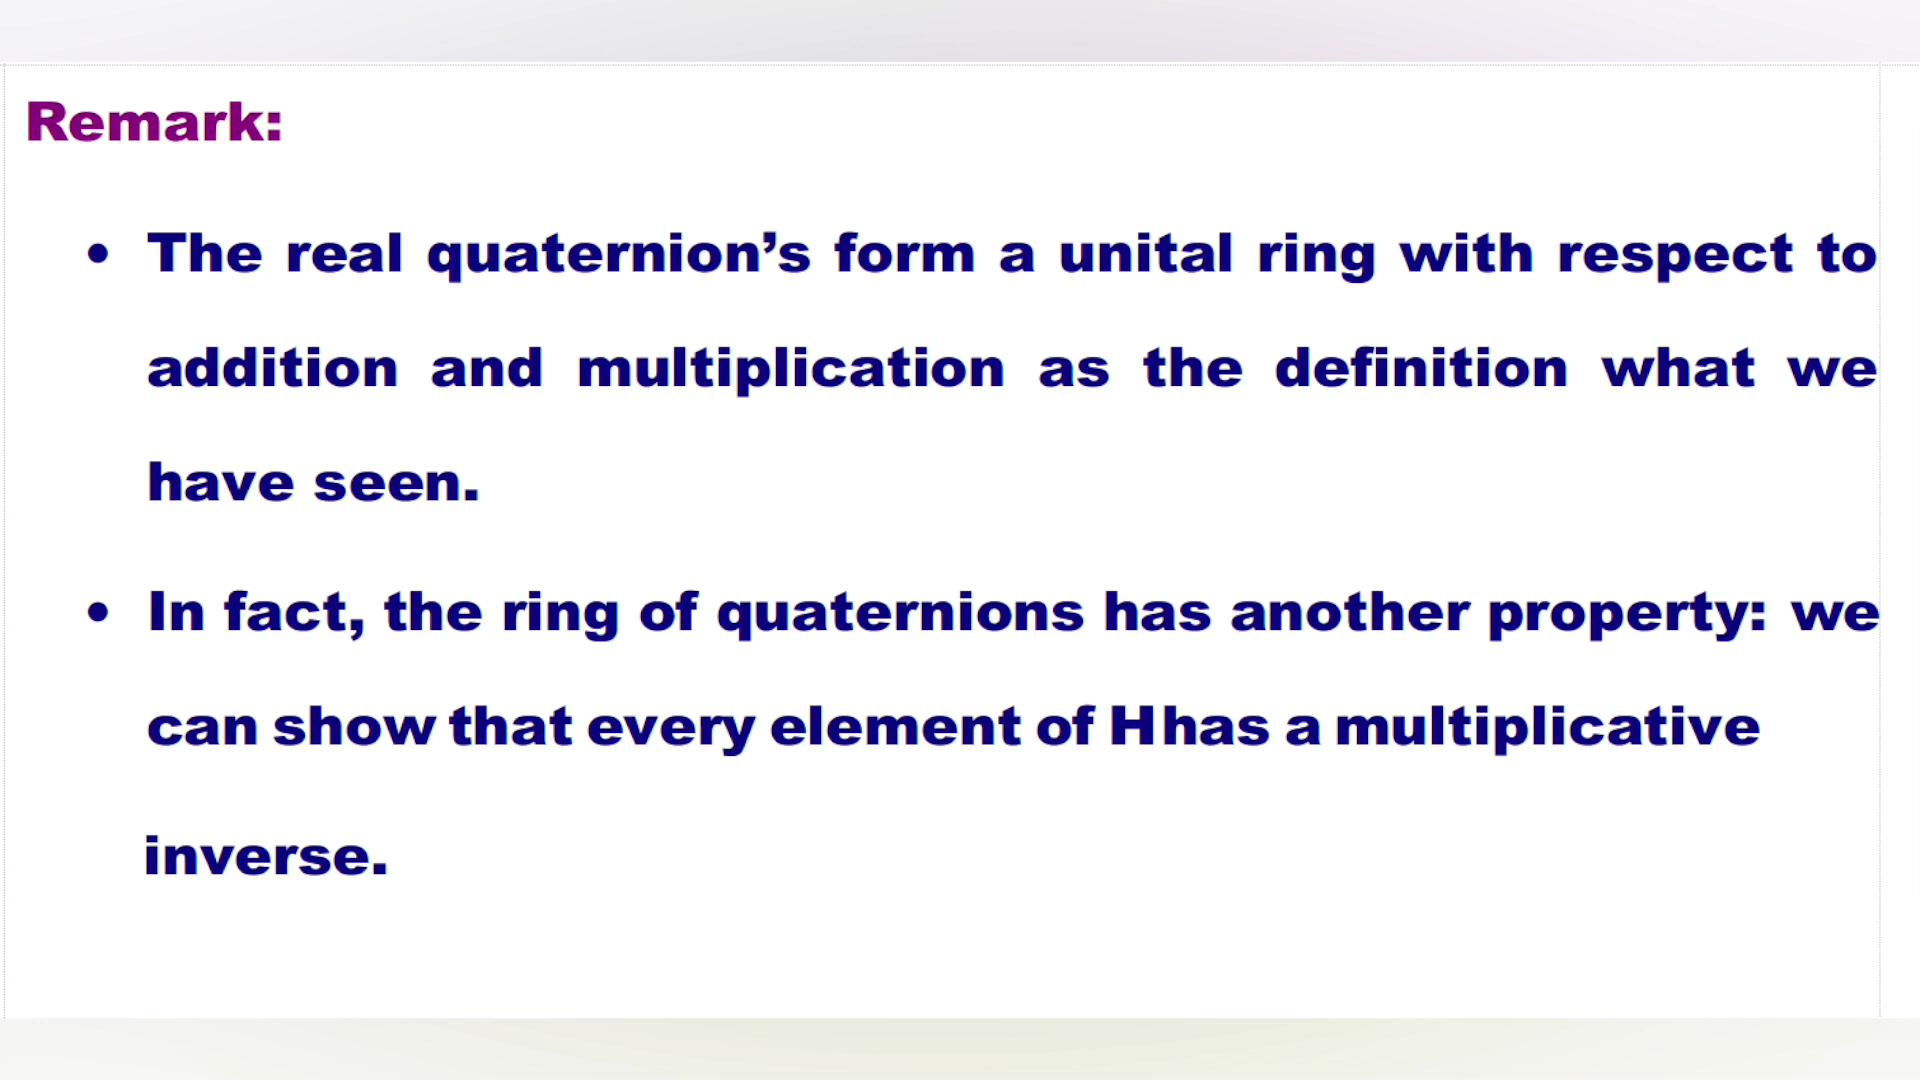 Remark:
• The real quaternion’s form a unital ring with respect to
addition and multiplication as the definition what we
have seen.
• In fact, the ring of quaternions has another property: we
can show that every element of H has a multiplicative
inverse.